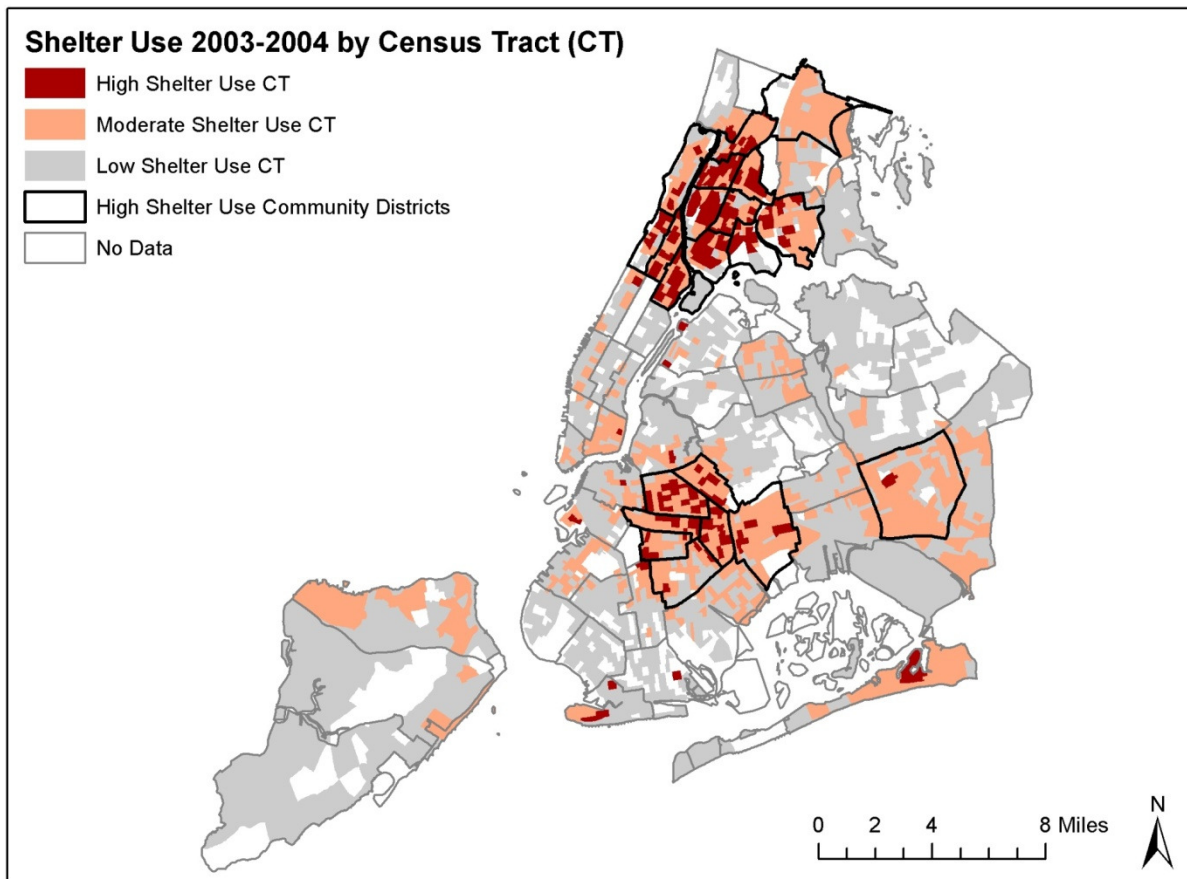 Shelter Use 2003-2004 by Census Tract (CT)
High Shelter Use CT
Moderate Shelter Use CT
Low Shelter Use CT
High Shelter Use Community Districts
No Data
0 2 4 8 Miles
N